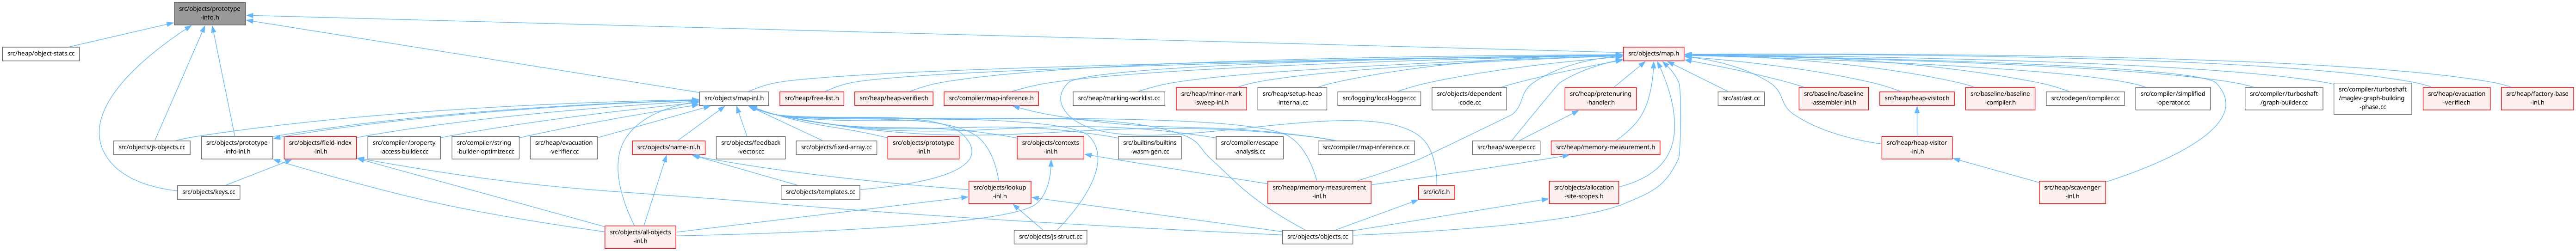 src/objects/prototype
-info.h
src/heap/object-stats.cc
src/objects/map.h
src/objects/map-inl.h
src/heap/free-list.h
src/heap/heap-verifier.h
src/compiler/map-inference.h
src/heap/marking-worklist.cc
src/heap/minor-mark
-sweep-inl.h
src/heap/setup-heap
-internal.cc
src/logging/local-logger.cc
src/objects/dependent
-code.cc
src/heap/pretenuring
-handler.h
src/ast/ast.cc
src/baseline/baseline
-assembler-inl.h
src/heap/heap-visitor.h
src/baseline/baseline
-compiler.cc
src/codegen/compiler.cc
src/compiler/simplified
-operator.cc
src/compiler/turboshaft
/graph-builder.cc
src/compiler/turboshaft
/maglev-graph-building
-phase.cc
src/heap/evacuation
-verifier.h
src/heap/factory-base
-inl.h
src/objects/js-objects.cc
src/objects/prototype
-info-inl.h
src/objects/field-index
-inl.h
src/compiler/property
-access-builder.cc
src/compiler/string
-builder-optimizer.cc
src/heap/evacuation
-verifier.cc
src/objects/name-inl.h
src/objects/feedback
-vector.cc
src/objects/fixed-array.cc
src/objects/prototype
-inl.h
src/objects/contexts
-inl.h
src/builtins/builtins
-wasm-gen.cc
src/compiler/escape
-analysis.cc
src/compiler/map-inference.cc
src/heap/sweeper.cc
src/heap/memory-measurement.h
src/heap/heap-visitor
-inl.h
src/objects/keys.cc
src/objects/templates.cc
src/objects/lookup
-inl.h
src/heap/memory-measurement
-inl.h
src/ic/ic.h
src/objects/allocation
-site-scopes.h
src/heap/scavenger
-inl.h
src/objects/all-objects
-inl.h
src/objects/js-struct.cc
src/objects/objects.cc